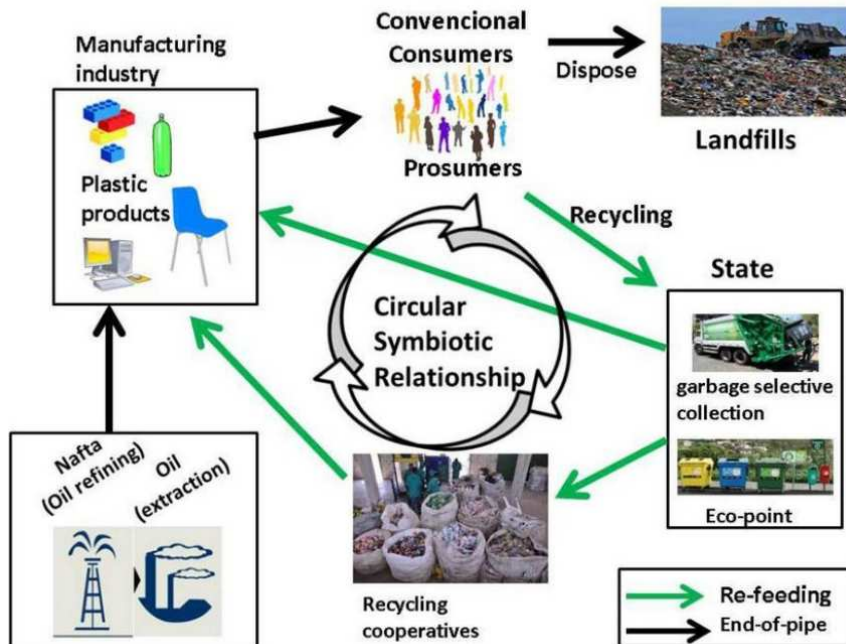 Manufacturing
industry
Plastic
products
Convencional
Consumers
Prosumers
Dispose
Landfills
Recycling
State
garbage selective
collection
Eco-point
Circular
Symbiotic
Relationship
Nafta
(Oil refining)
Oil
(extraction)
Recycling
cooperatives
Re-feeding
End-of-pipe